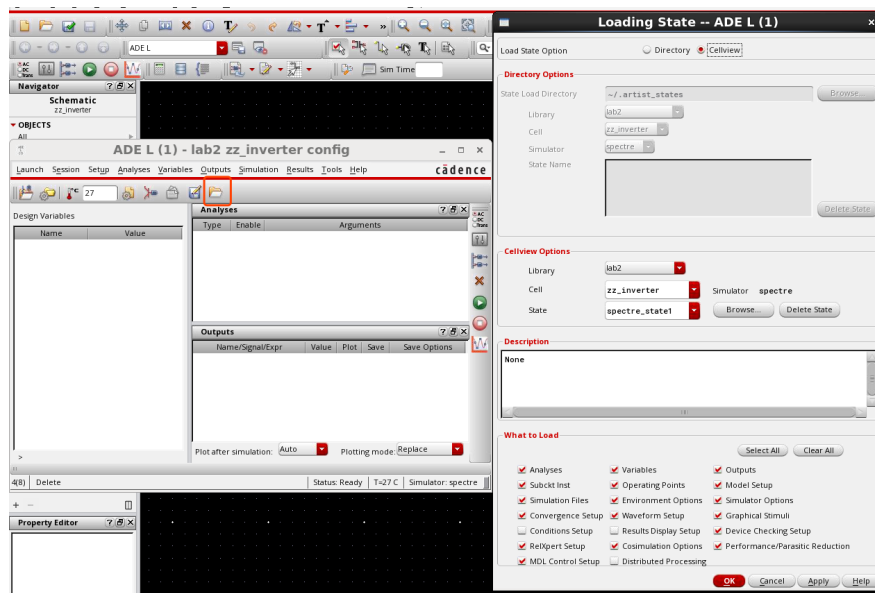 Loading State -- ADE L (1)
ADE L
Load State Option
Directory
Cellview
Sim Time
Navigator
Schematic
zz_inverter
OBJECTS
All
Directory Options
State Load Directory
~/.artist_states
Browse...
Library
lab2
Cell
zz_inverter
Simulator
spectre
State Name
Delete State
ADE L (1) - lab2 zz_inverter config
Launch Session Setup Analyses Variables Outputs Simulation Results Tools Help
cādence
27
Design Variables
Name Value
Analyses
Type Enable Arguments
Outputs
Name/Signal/Expr Value Plot Save Save Options
Plot after simulation: Auto Plotting mode: Replace
>
4(8) Delete Status: Ready T=27 C Simulator: spectre
Property Editor
Cellview Options
Library
lab2
Cell
zz_inverter
Simulator spectre
State
spectre_state1
Browse...
Delete State
Description
None
What to Load
Select All
Clear All
Analyses Variables Outputs
Subckt Inst Operating Points Model Setup
Simulation Files Environment Options Simulator Options
Convergence Setup Waveform Setup Graphical Stimuli
Conditions Setup Results Display Setup Device Checking Setup
RelXpert Setup Cosimulation Options Performance/Parasitic Reduction
MDL Control Setup Distributed Processing
OK Cancel Apply Help